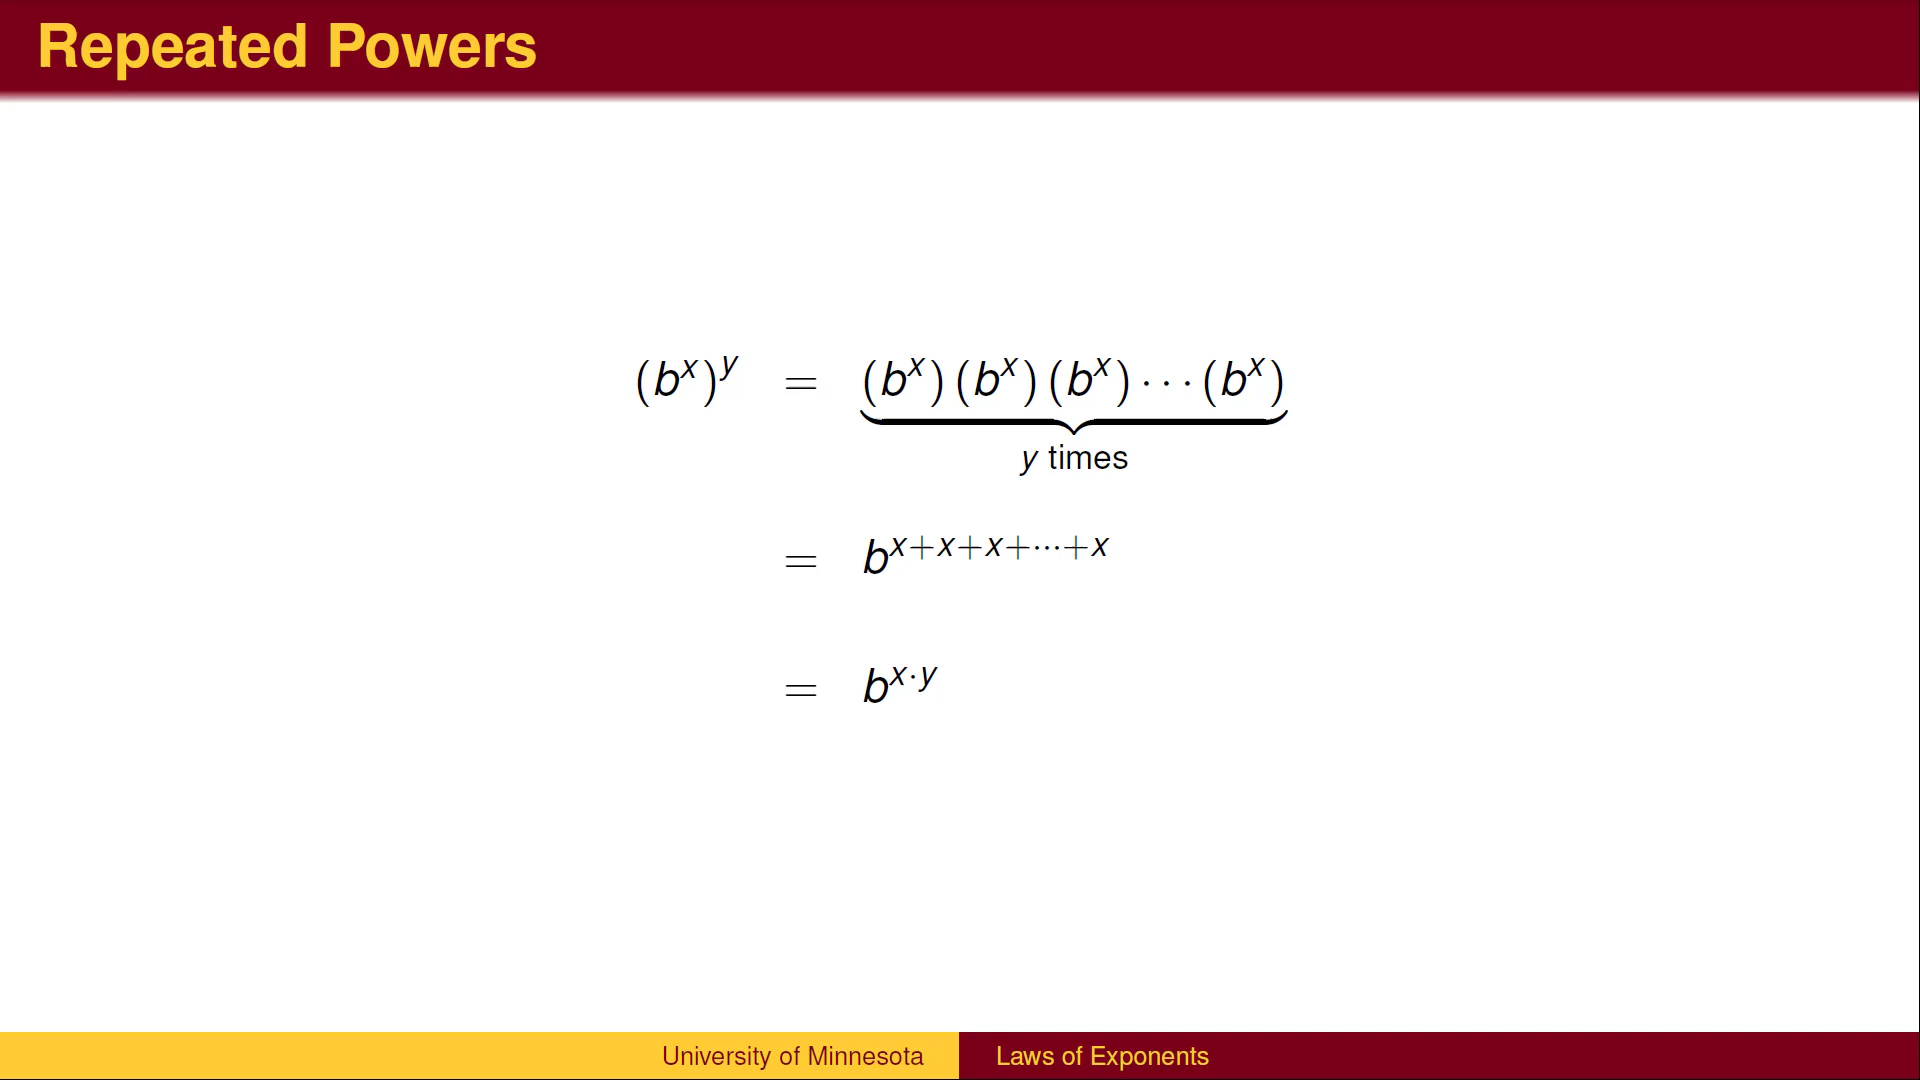 Repeated Powers
(b^x)^y = (b^x)(b^x)(b^x)···(b^x)
y times
= b^{x+x+x+···+x}
= b^{x·y}
University of Minnesota
Laws of Exponents